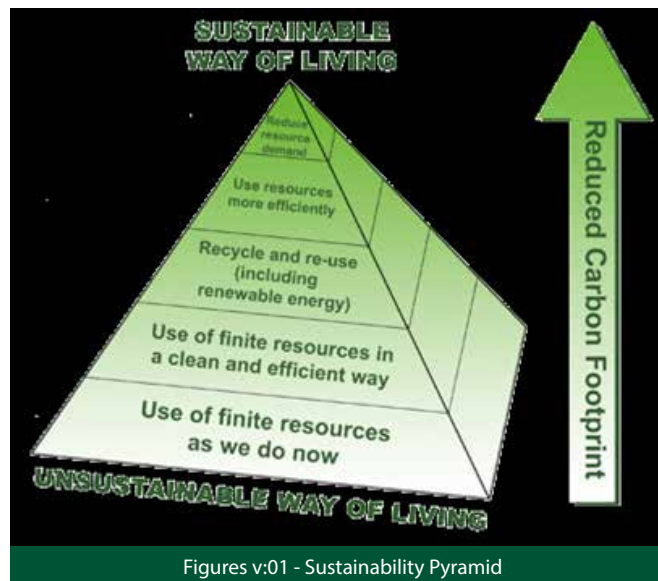 SUSTAINABLE
WAY OF LIVING
Reduce
resource
demand
Use resources
more efficiently
Recycle and re-use
(including
renewable energy)
Use of finite resources in
a clean and efficient way
Use of finite resources
as we do now
UNSUSTAINABLE WAY OF LIVING
Reduced Carbon Footprint
Figures v:01 - Sustainability Pyramid